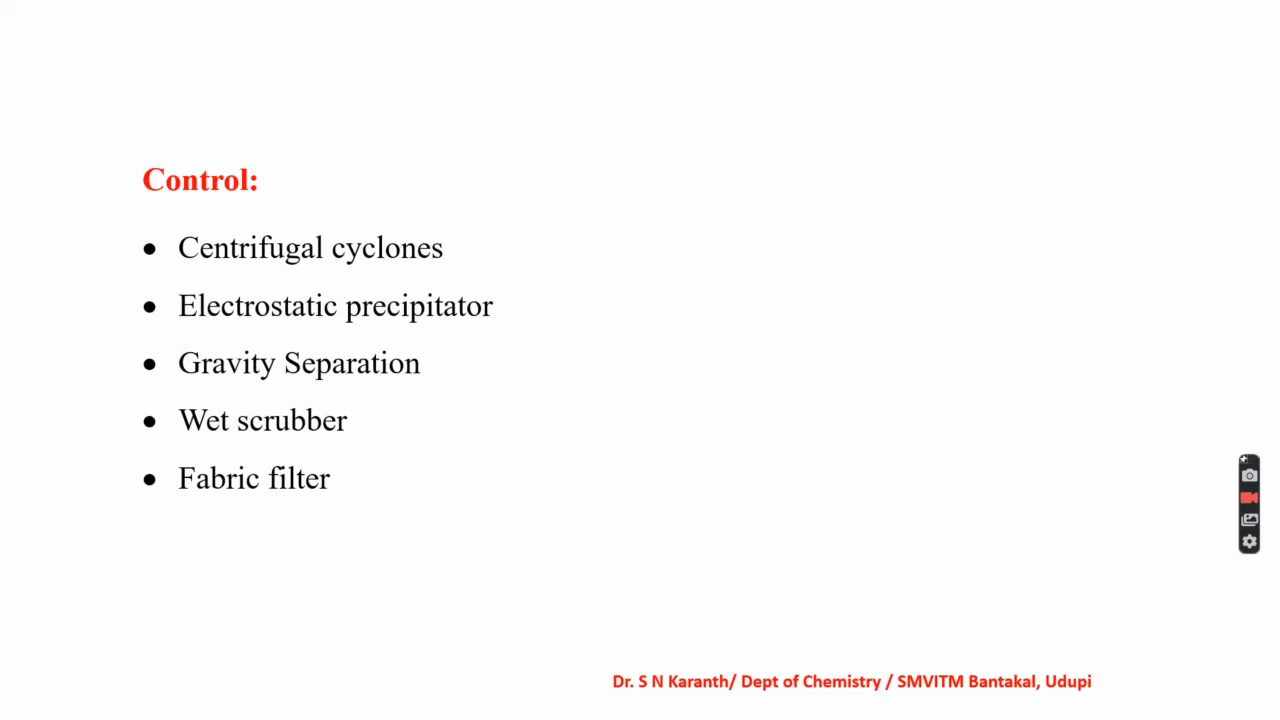 Control:
• Centrifugal cyclones
• Electrostatic precipitator
• Gravity Separation
• Wet scrubber
• Fabric filter
Dr. S N Karanth/ Dept of Chemistry / SMVITM Bantakal, Udupi